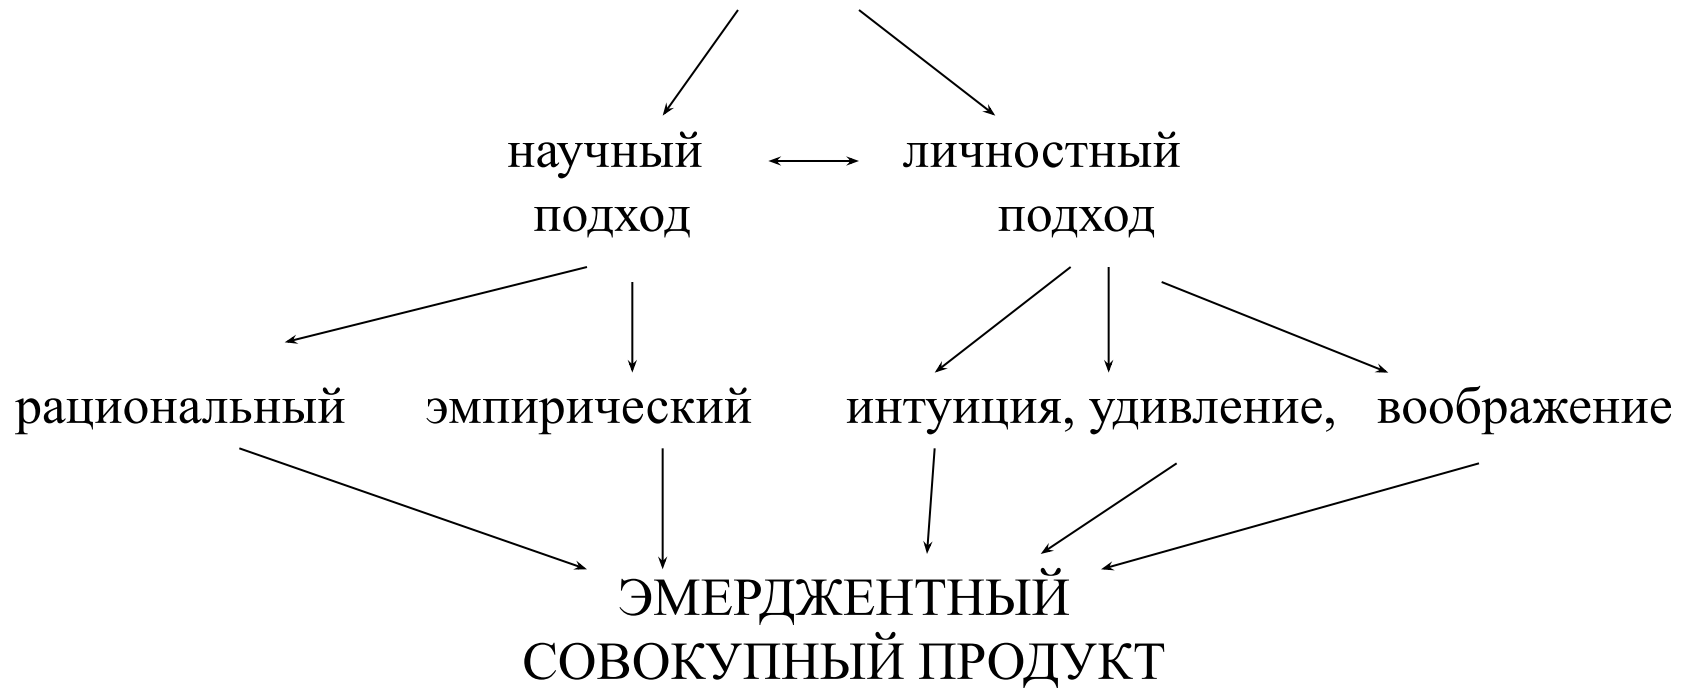 научный личностный
подход подход
рациональный эмпирический интуиция, удивление, воображение
ЭМЕРДЖЕНТНЫЙ
СОВОКУПНЫЙ ПРОДУКТ